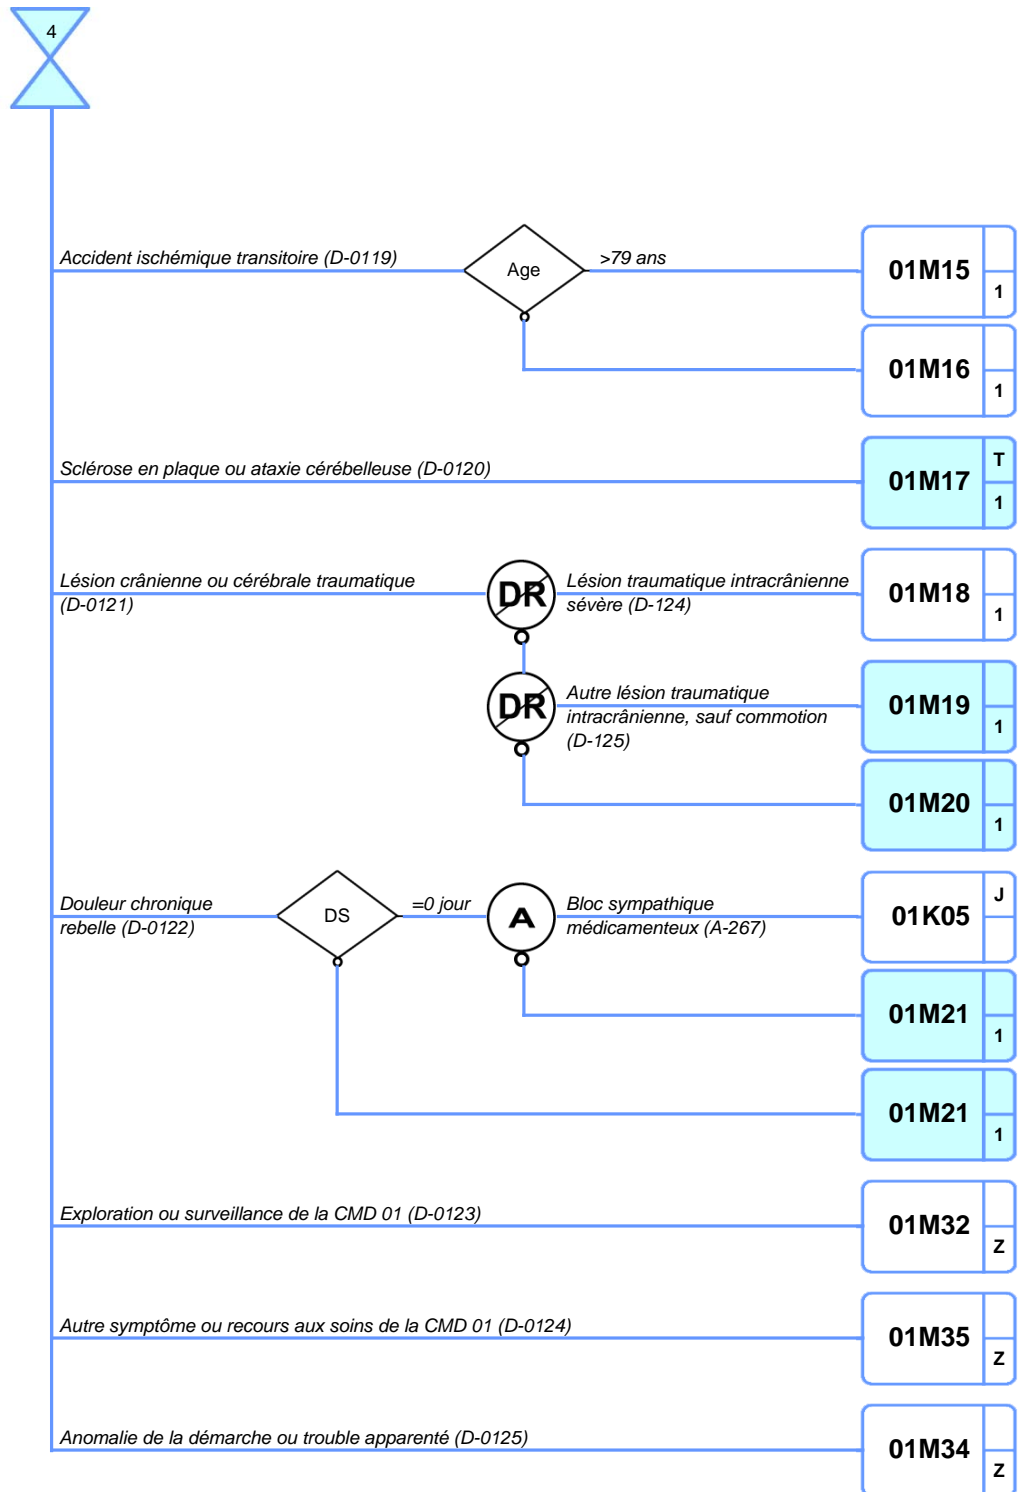 4
Accident ischémique transitoire (D-0119)
Age
>79 ans
01M15
1
01M16
1
Sclérose en plaque ou ataxie cérébelleuse (D-0120)
01M17
T
1
Lésion crânienne ou cérébrale traumatique
(D-0121)
DR
Lésion traumatique intracrânienne
sévère (D-124)
01M18
1
DR
Autre lésion traumatique
intracrânienne, sauf commotion
(D-125)
01M19
1
01M20
1
Douleur chronique
rebelle (D-0122)
DS
=0 jour
A
Bloc sympathique
médicamenteux (A-267)
01K05
J
01M21
1
01M21
1
Exploration ou surveillance de la CMD 01 (D-0123)
01M32
Z
Autre symptôme ou recours aux soins de la CMD 01 (D-0124)
01M35
Z
Anomalie de la démarche ou trouble apparenté (D-0125)
01M34
Z